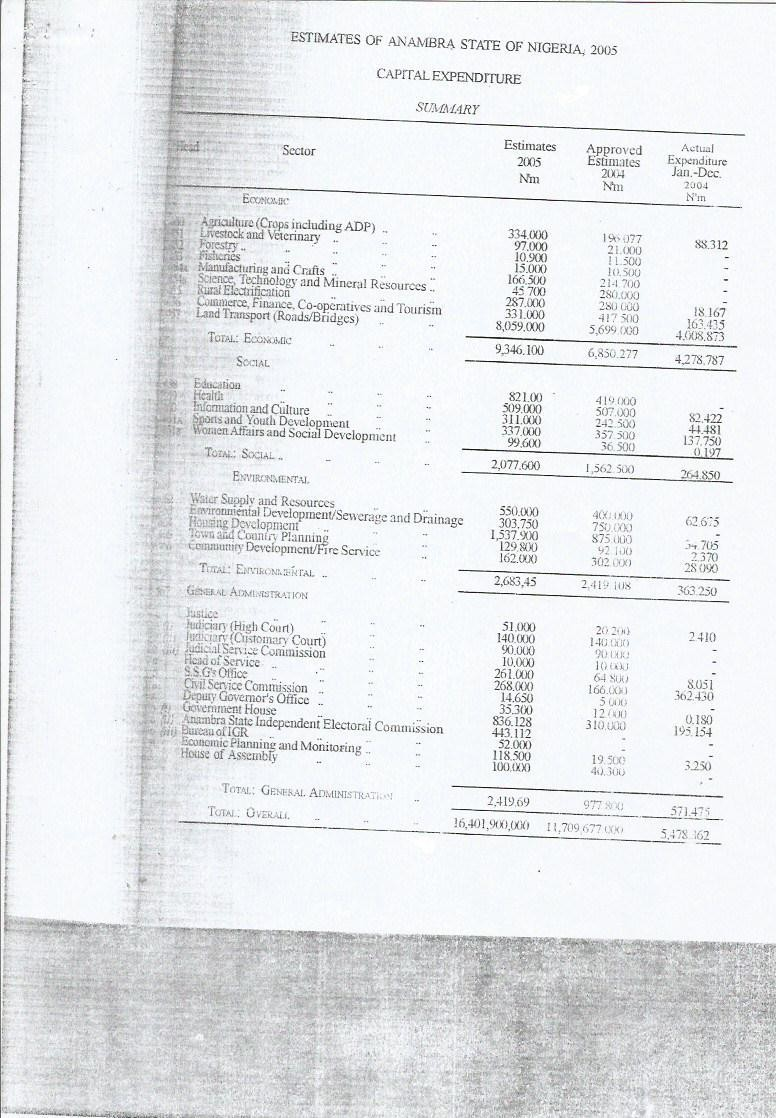 ESTIMATES OF ANAMBRA STATE OF NIGERIA, 2005
CAPITAL EXPENDITURE
SUMMARY
Sector Estimates 2005 Nm Approved Estimates 2004 Nm Actual Expenditure Jan.-Dec. 2004 N'm
ECONOMIC
Agriculture (Crops including ADP) .. 334.000 196 077 88.312
Livestock and Veterinary .. .. 97.000 21.000 -
Forestry .. .. .. .. 10.900 11.500 -
Fisheries .. .. .. 15.000 10.500 -
Manufacturing and Crafts .. .. 166,500 214 700 -
Science, Technology and Mineral Resources .. 45 700 280.000 -
Rural Electrification .. .. 287.000 280 000 18.167
Commerce, Finance, Co-operatives and Tourism 331.000 417 500 163.435
Land Transport (Roads/Bridges) .. .. 8,059.000 5,699 000 4,008,873
TOTAL: ECONOMIC .. .. .. 9,346.100 6,850.277 4,278.787
SOCIAL
Education .. .. .. .. 821.00 419 000 -
Health .. .. .. .. 509.000 507.000 82.422
Information and Culture .. .. .. 311.000 242 500 44.481
Sports and Youth Development .. .. 337.000 357 500 137.750
Women Affairs and Social Development .. 99,600 36 500 0.197
TOTAL: SOCIAL .. .. .. .. 2,077.600 1,562 500 264.850
ENVIRONMENTAL
Water Supply and Resources .. .. 550.000 400.000 62.675
Environmental Development/Sewerage and Drainage 303,750 750.000
Housing Development .. .. .. 1,537,900 875 000 705
Town and Country Planning .. .. 129.800 92 100 2.370
Community Development/Fire Service .. 162.000 302 000 28 090
TOTAL: ENVIRONMENTAL .. .. .. 2,683,45 2,419 108 363.250
GENERAL ADMINISTRATION
Justice .. .. .. .. 51.000 20 200 2.410
Judiciary (High Court) .. .. .. 140.000 140 000 -
Judiciary (Customary Court) .. .. 90.000 90 000 -
Judicial Service Commission .. .. 10.000 10 000 -
Head of Service .. .. .. 261.000 64 800 8.051
S.S.G's Office .. .. .. 268.000 166.000 362.430
Civil Service Commission .. .. 14.650 5 000 -
Deputy Governor's Office .. .. .. 35.300 12 000 0.180
Government House .. .. .. 836.128 310.000 195.154
Anambra State Independent Electoral Commission 443.112 - -
Bureau of IGR .. .. .. 52.000 - -
Economic Planning and Monitoring .. .. 118.500 19.500 3.250
House of Assembly .. .. .. 100.000 40.300 -
TOTAL: GENERAL ADMINISTRATION .. 2,419.69 977 800 571.475
TOTAL: OVERALL .. .. .. 16,401,900,000 11,709 677 000 5,478.362